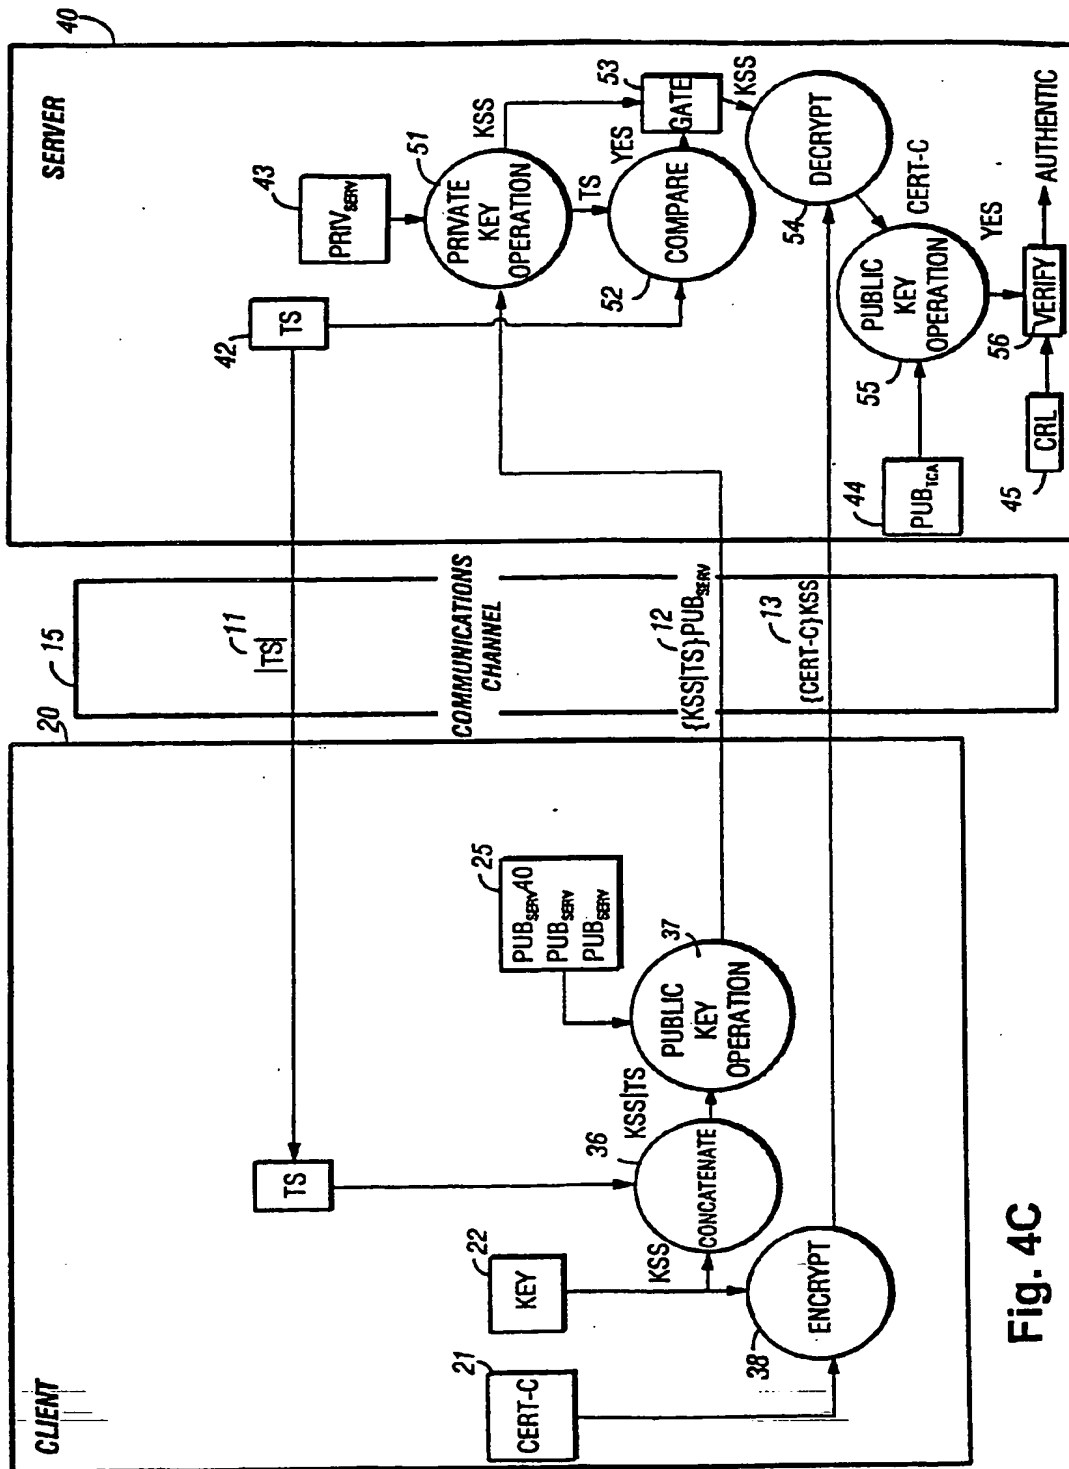 CLIENT
20
CERT-C
21
KEY
22
KSS
TS
CONCATENATE
36
KSS|TS
ENCRYPT
38
PUBLIC
KEY
OPERATION
37
PUBSERV40
PUBSERV
PUBSERV
25
15
COMMUNICATIONS
CHANNEL
|TS|
11
{KSS|TS}PUBSERV
12
{CERT-C}KSS
13
SERVER
40
TS
42
PRIVSERV
43
PRIVATE
KEY
OPERATION
51
KSS
TS
COMPARE
52
YES
GATE
53
KSS
DECRYPT
54
CERT-C
PUBLIC
KEY
OPERATION
55
PUBTCA
44
YES
VERIFY
56
CRL
45
AUTHENTIC
Fig. 4C